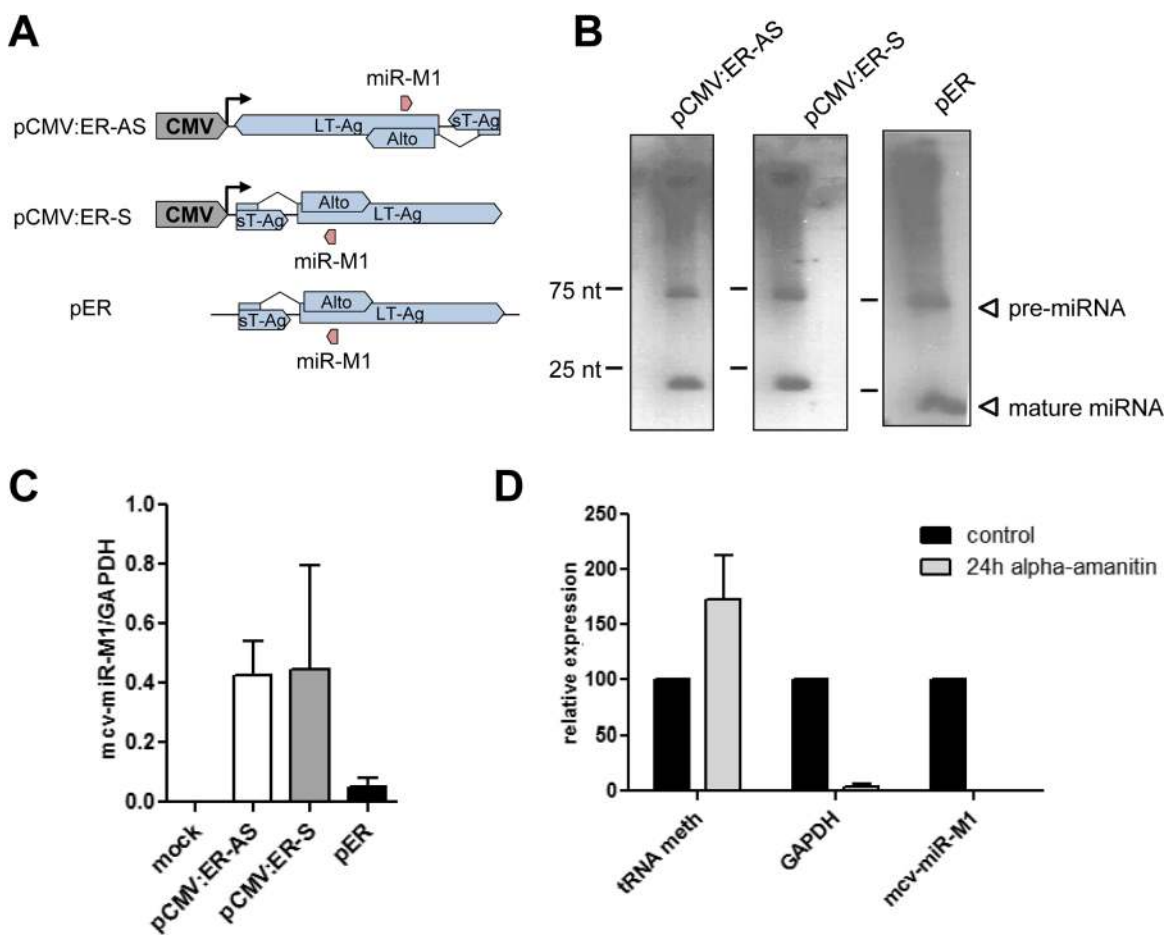 A
miR-M1
pCMV:ER-AS
CMV
LT-Ag
sT-Ag
Alto
pCMV:ER-S
CMV
Alto
sT-Ag
LT-Ag
miR-M1
pER
Alto
sT-Ag
LT-Ag
miR-M1
B
pCMV:ER-AS
pCMV:ER-S
pER
75 nt
pre-miRNA
25 nt
mature miRNA
C
mcv-miR-M1/GAPDH
1.0
0.8
0.6
0.4
0.2
0.0
mock
pCMV:ER-AS
pCMV:ER-S
pER
D
relative expression
250
200
150
100
50
0
control
24h alpha-amanitin
tRNA meth
GAPDH
mcv-miR-M1